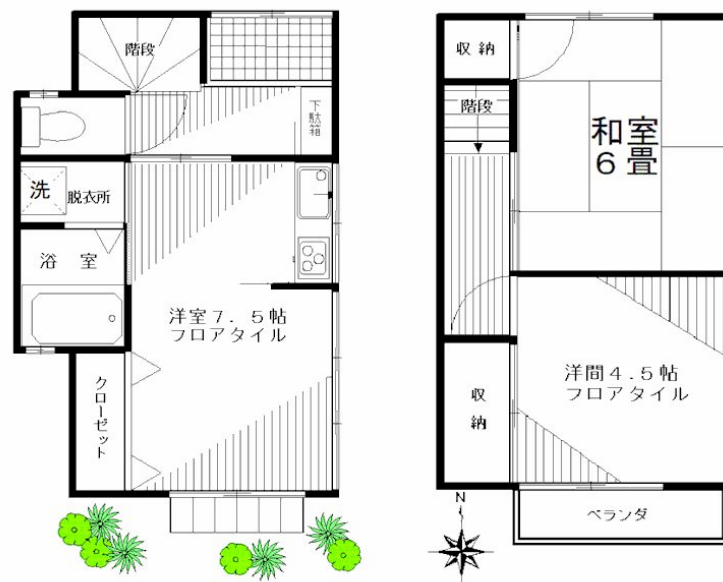 階段
下駄箱
洗
脱衣所
浴室
洋室7.5帖
フロアタイル
クローゼット
収納
階段
和室
6畳
洋間4.5帖
フロアタイル
収納
ベランダ
N